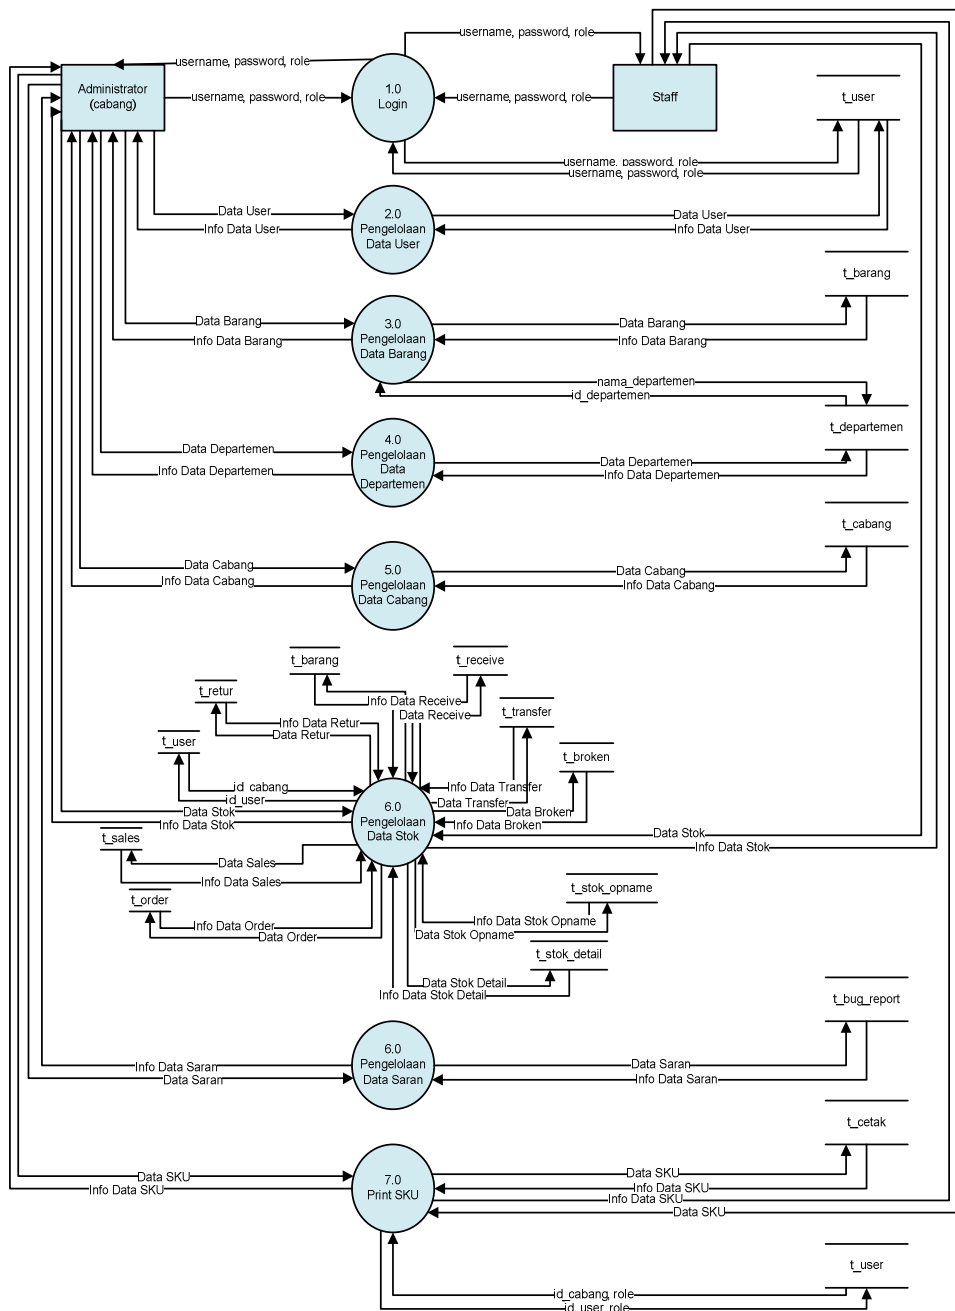 username, password, role
username, password, role
Administrator
(cabang)
1.0
Login
Staff
username, password, role
username, password, role
t_user
username, password, role
username, password, role
Data User
Info Data User
2.0
Pengelolaan
Data User
Data User
Info Data User
t_barang
Data Barang
Info Data Barang
3.0
Pengelolaan
Data Barang
Data Barang
Info Data Barang
nama_departemen
id_departemen
t_departemen
Data Departemen
Info Data Departemen
4.0
Pengelolaan
Data
Departemen
Data Departemen
Info Data Departemen
t_cabang
Data Cabang
Info Data Cabang
5.0
Pengelolaan
Data Cabang
Data Cabang
Info Data Cabang
t_barang
t_receive
t_retur
Info Data Receive
Data Receive
t_transfer
Info Data Retur
Data Retur
t_user
t_broken
id_cabang
id_user
Info Data Transfer
Data Transfer
Data Stok
Info Data Stok
6.0
Pengelolaan
Data Stok
Data Broken
Info Data Broken
Data Stok
Info Data Stok
t_sales
Data Sales
Info Data Sales
t_order
Info Data Order
Data Order
t_stok_opname
Info Data Stok Opname
Data Stok Opname
t_stok_detail
Data Stok Detail
Info Data Stok Detail
t_bug_report
Info Data Saran
Data Saran
6.0
Pengelolaan
Data Saran
Data Saran
Info Data Saran
t_cetak
Data SKU
Info Data SKU
7.0
Print SKU
Data SKU
Info Data SKU
Info Data SKU
Data SKU
t_user
id_cabang, role
id_user, role